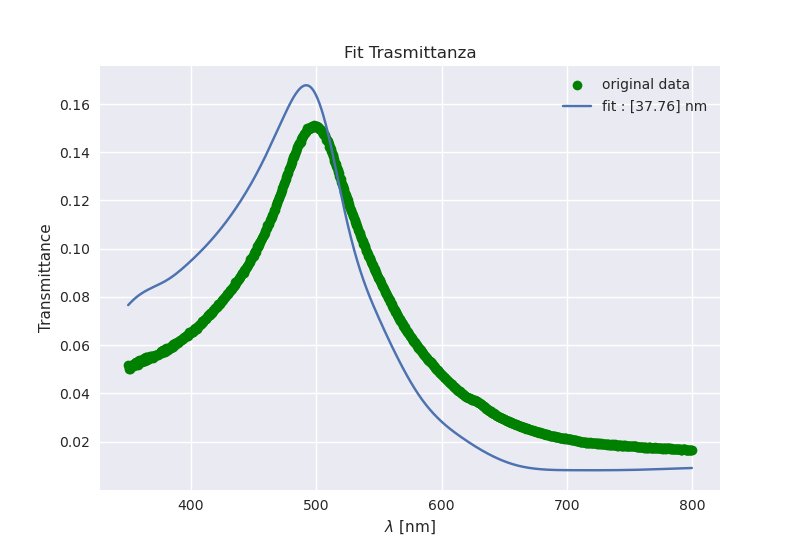 Fit Trasmittanza
original data
fit : [37.76] nm
Transmittance
0.16
0.14
0.12
0.10
0.08
0.06
0.04
0.02
400 500 600 700 800
λ [nm]